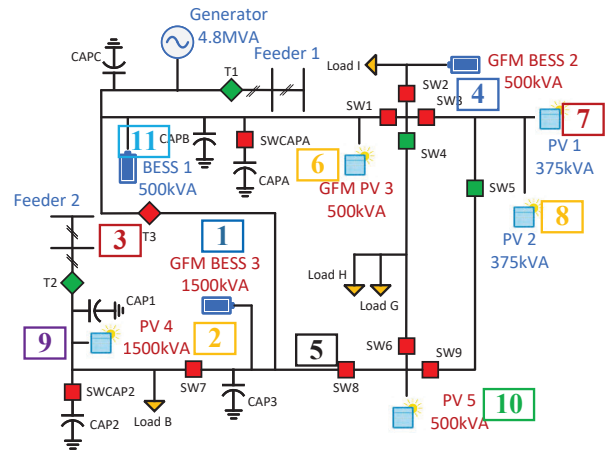 Generator
4.8MVA
Feeder 1
CAPC
T1
Load I
GFM BESS 2
500kVA
SW2
SW3
4
SW1
7
PV 1
375kVA
11
CAPB
SWCAPA
BESS 1
500kVA
CAPA
6
GFM PV 3
500kVA
SW4
SW5
8
PV 2
375kVA
Feeder 2
3
T3
1
GFM BESS 3
1500kVA
T2
CAP1
Load H
Load G
9
PV 4
1500kVA
2
5
SW6
SW9
SW7
SW8
SWCAP2
CAP2
Load B
CAP3
PV 5
500kVA
10